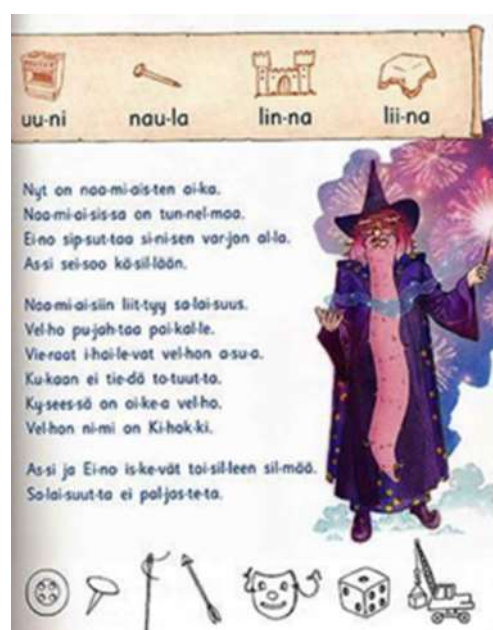 uu-ni nau-la lin-na lii-na
Nyt on naa-mi-ais-ten ai-ka.
Naa-mi-ai-sis-sa on tun-nel-maa.
Ei-no sip-sut-taa si-ni-sen var-jon al-la.
As-si sei-soo kä-sil-lään.
Naa-mi-ai-siin liit-tyy sa-lai-suus.
Vel-ho pu-jah-taa pai-kal-le.
Vie-raat i-hai-le-vat vel-hon a-su-a.
Ku-kaan ei tie-dä to-tuut-ta.
Ky-sees-sä on oi-ke-a vel-ho.
Vel-hon ni-mi on Ki-hok-ki.
As-si ja Ei-no is-ke-vät toi-sil-leen sil-mää.
Sa-lai-suut-ta ei pal-jas-te-ta.